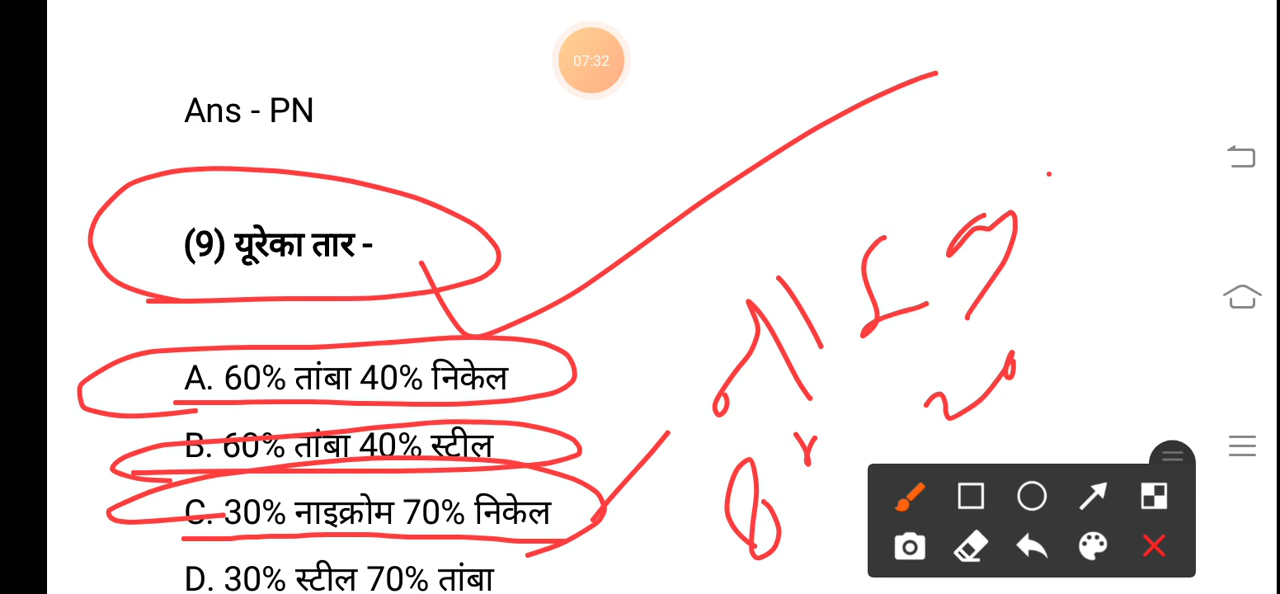 07:32
Ans - PN
(9) यूरेका तार -
A. 60% तांबा 40% निकेल
B. 60% तांबा 40% स्टील
C. 30% नाइक्रोम 70% निकेल
D. 30% स्टील 70% तांबा